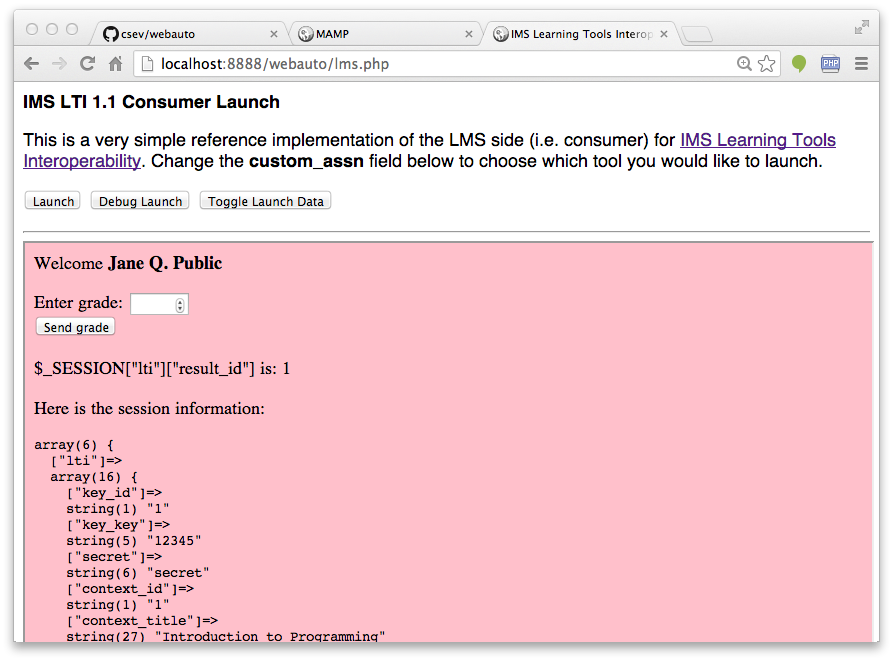 csev/webauto
MAMP
IMS Learning Tools Interop
localhost:8888/webauto/lms.php
PHP
IMS LTI 1.1 Consumer Launch
This is a very simple reference implementation of the LMS side (i.e. consumer) for IMS Learning Tools
Interoperability. Change the custom_assn field below to choose which tool you would like to launch.
Launch
Debug Launch
Toggle Launch Data
Welcome Jane Q. Public
Enter grade:
Send grade
$_SESSION["lti"]["result_id"] is: 1
Here is the session information:
array(6) {
  ["lti"]=>
  array(16) {
    ["key_id"]=>
    string(1) "1"
    ["key_key"]=>
    string(5) "12345"
    ["secret"]=>
    string(6) "secret"
    ["context_id"]=>
    string(1) "1"
    ["context_title"]=>
    string(27) "Introduction to Programming"